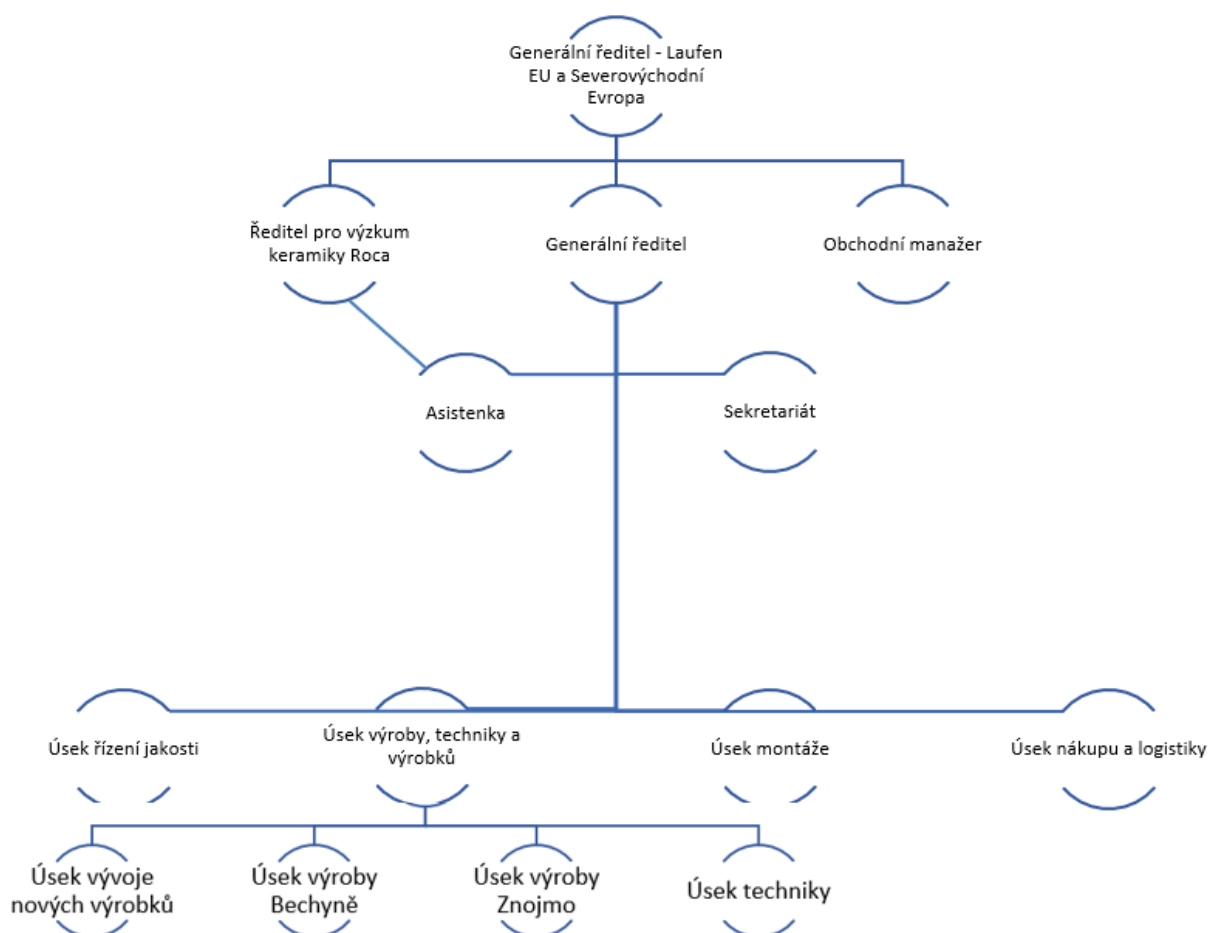 Generální ředitel - Laufen
EU a Severovýchodní
Evropa
Ředitel pro výzkum
keramiky Roca
Generální ředitel
Obchodní manažer
Asistenka
Sekretariát
Úsek řízení jakosti
Úsek výroby, techniky a
výrobků
Úsek montáže
Úsek nákupu a logistiky
Úsek vývoje
nových výrobků
Úsek výroby
Bechyně
Úsek výroby
Znojmo
Úsek techniky